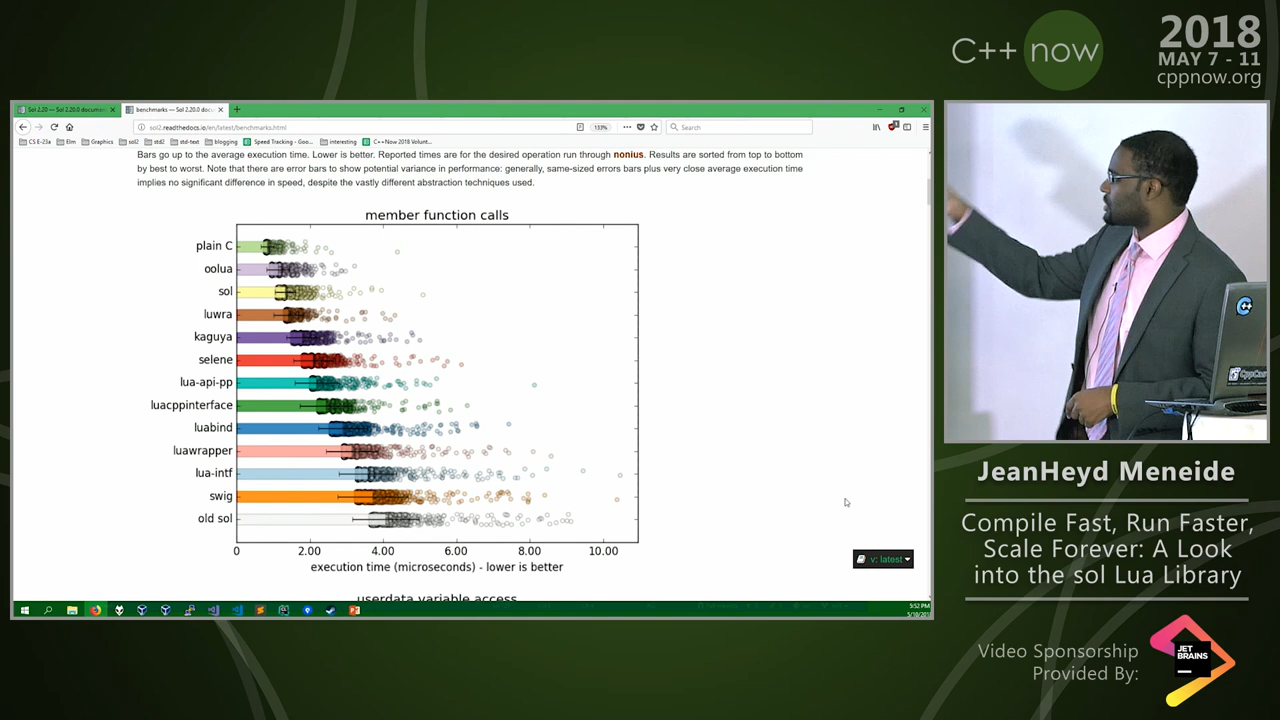 C++ now
2018
MAY 7 - 11
cppnow.org
Sol 2.20 — Sol 2.20.0 docume
benchmarks — Sol 2.20.0 doc
sol2.readthedocs.io/en/latest/benchmarks.html
133%
Search
CS E-23a
Elm
Graphics
sol2
std2
std-text
blogging
Speed Tracking - Goo...
interesting
C++Now 2018 Volunt...
Bars go up to the average execution time. Lower is better. Reported times are for the desired operation run through nonius. Results are sorted from top to bottom
by best to worst. Note that there are error bars to show potential variance in performance: generally, same-sized errors bars plus very close average execution time
implies no significant difference in speed, despite the vastly different abstraction techniques used.
member function calls
plain C
oolua
sol
luwra
kaguya
selene
lua-api-pp
luacppinterface
luabind
luawrapper
lua-intf
swig
old sol
0 2.00 4.00 6.00 8.00 10.00
execution time (microseconds) - lower is better
v: latest
userdata variable access
5:52 PM
CppCast
JeanHeyd Meneide
Compile Fast, Run Faster,
Scale Forever: A Look
into the sol Lua Library
Video Sponsorship
Provided By:
JET
BRAINS